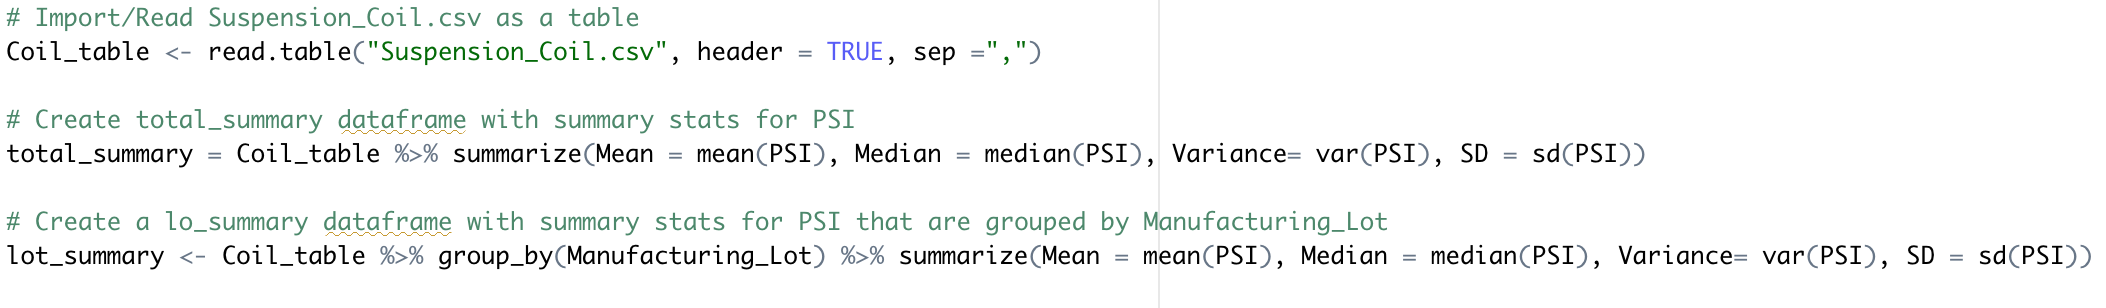 # Import/Read Suspension_Coil.csv as a table
Coil_table <- read.table("Suspension_Coil.csv", header = TRUE, sep =",")
# Create total_summary dataframe with summary stats for PSI
total_summary = Coil_table %>% summarize(Mean = mean(PSI), Median = median(PSI), Variance= var(PSI), SD = sd(PSI))
# Create a lo_summary dataframe with summary stats for PSI that are grouped by Manufacturing_Lot
lot_summary <- Coil_table %>% group_by(Manufacturing_Lot) %>% summarize(Mean = mean(PSI), Median = median(PSI), Variance= var(PSI), SD = sd(PSI))